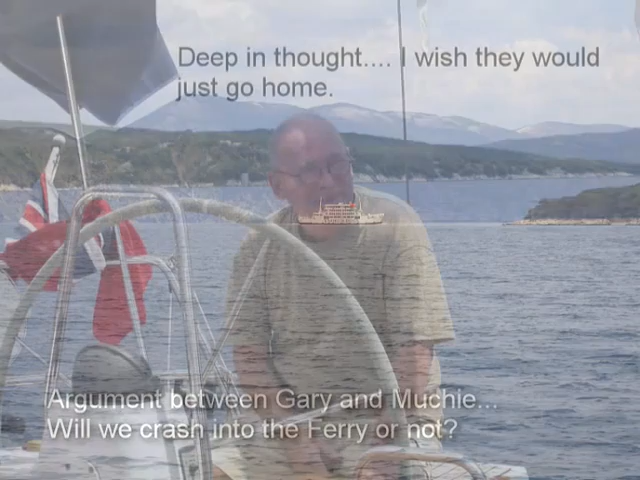 Deep in thought.... I wish they would
just go home.
Argument between Gary and Muchie...
Will we crash into the Ferry or not?